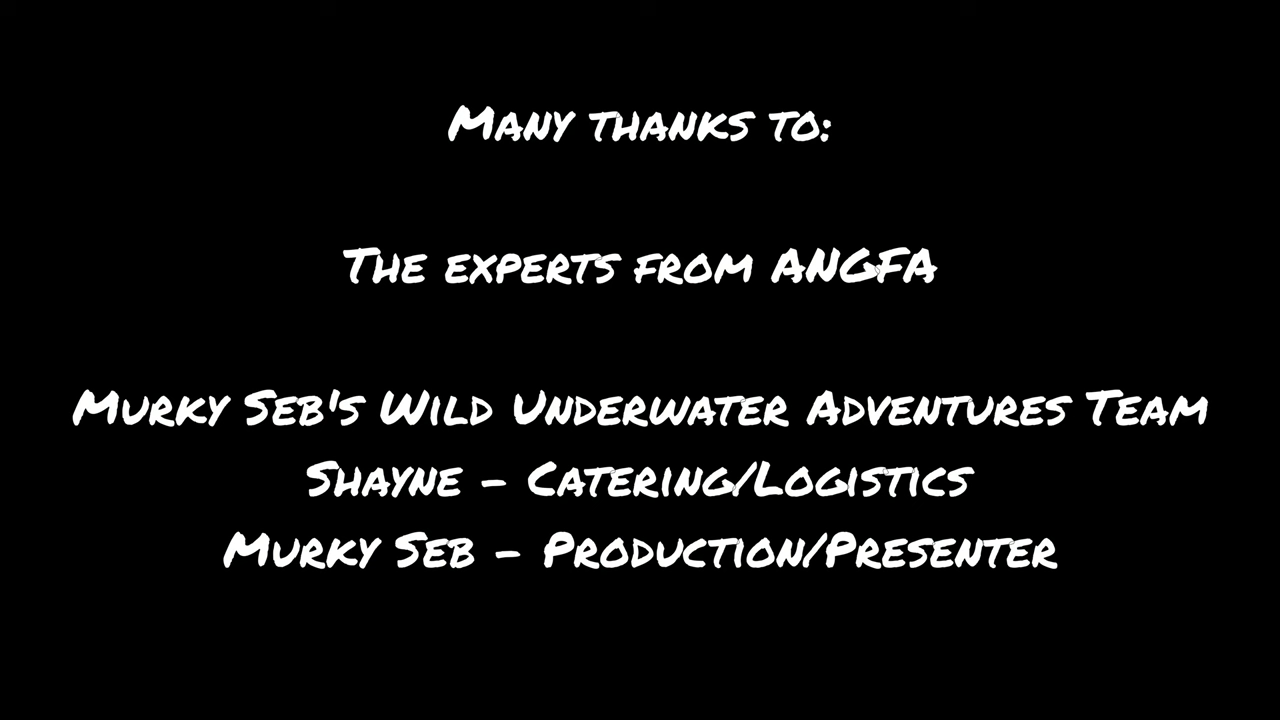 Many thanks to:
The experts from ANGFA
Murky Seb's Wild Underwater Adventures Team
Shayne - Catering/Logistics
Murky Seb - Production/Presenter